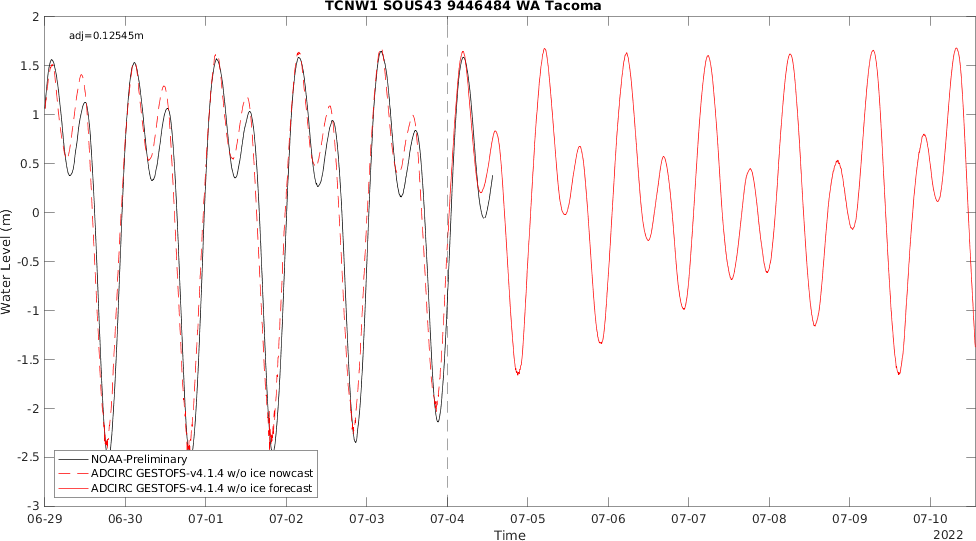 TCNW1 SOUS43 9446484 WA Tacoma
adj=0.12545m
2
1.5
1
0.5
0
-0.5
-1
-1.5
-2
-2.5
-3
Water Level (m)
NOAA-Preliminary
ADCIRC GESTOFS-v4.1.4 w/o ice nowcast
ADCIRC GESTOFS-v4.1.4 w/o ice forecast
06-29 06-30 07-01 07-02 07-03 07-04 07-05 07-06 07-07 07-08 07-09 07-10
Time
2022